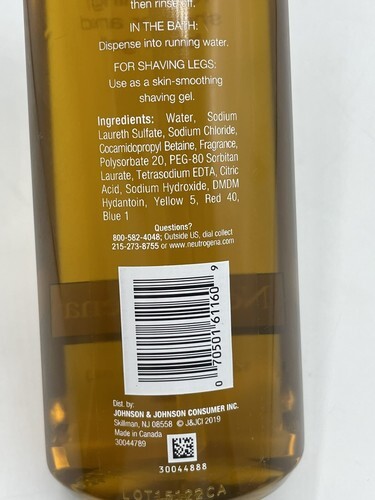 then rinse off.
IN THE BATH:
Dispense into running water.
FOR SHAVING LEGS:
Use as a skin-smoothing
shaving gel.
Ingredients: Water, Sodium
Laureth Sulfate, Sodium Chloride,
Cocamidopropyl Betaine, Fragrance,
Polysorbate 20, PEG-80 Sorbitan
Laurate, Tetrasodium EDTA, Citric
Acid, Sodium Hydroxide, DMDM
Hydantoin, Yellow 5, Red 40,
Blue 1
Questions?
800-582-4048; Outside US, dial collect
215-273-8755 or www.neutrogena.com
0 70501 61160 9
Dist. by:
JOHNSON & JOHNSON CONSUMER INC.
Skillman, NJ 08558 © J&JCI 2019
Made in Canada
30044789
30044888